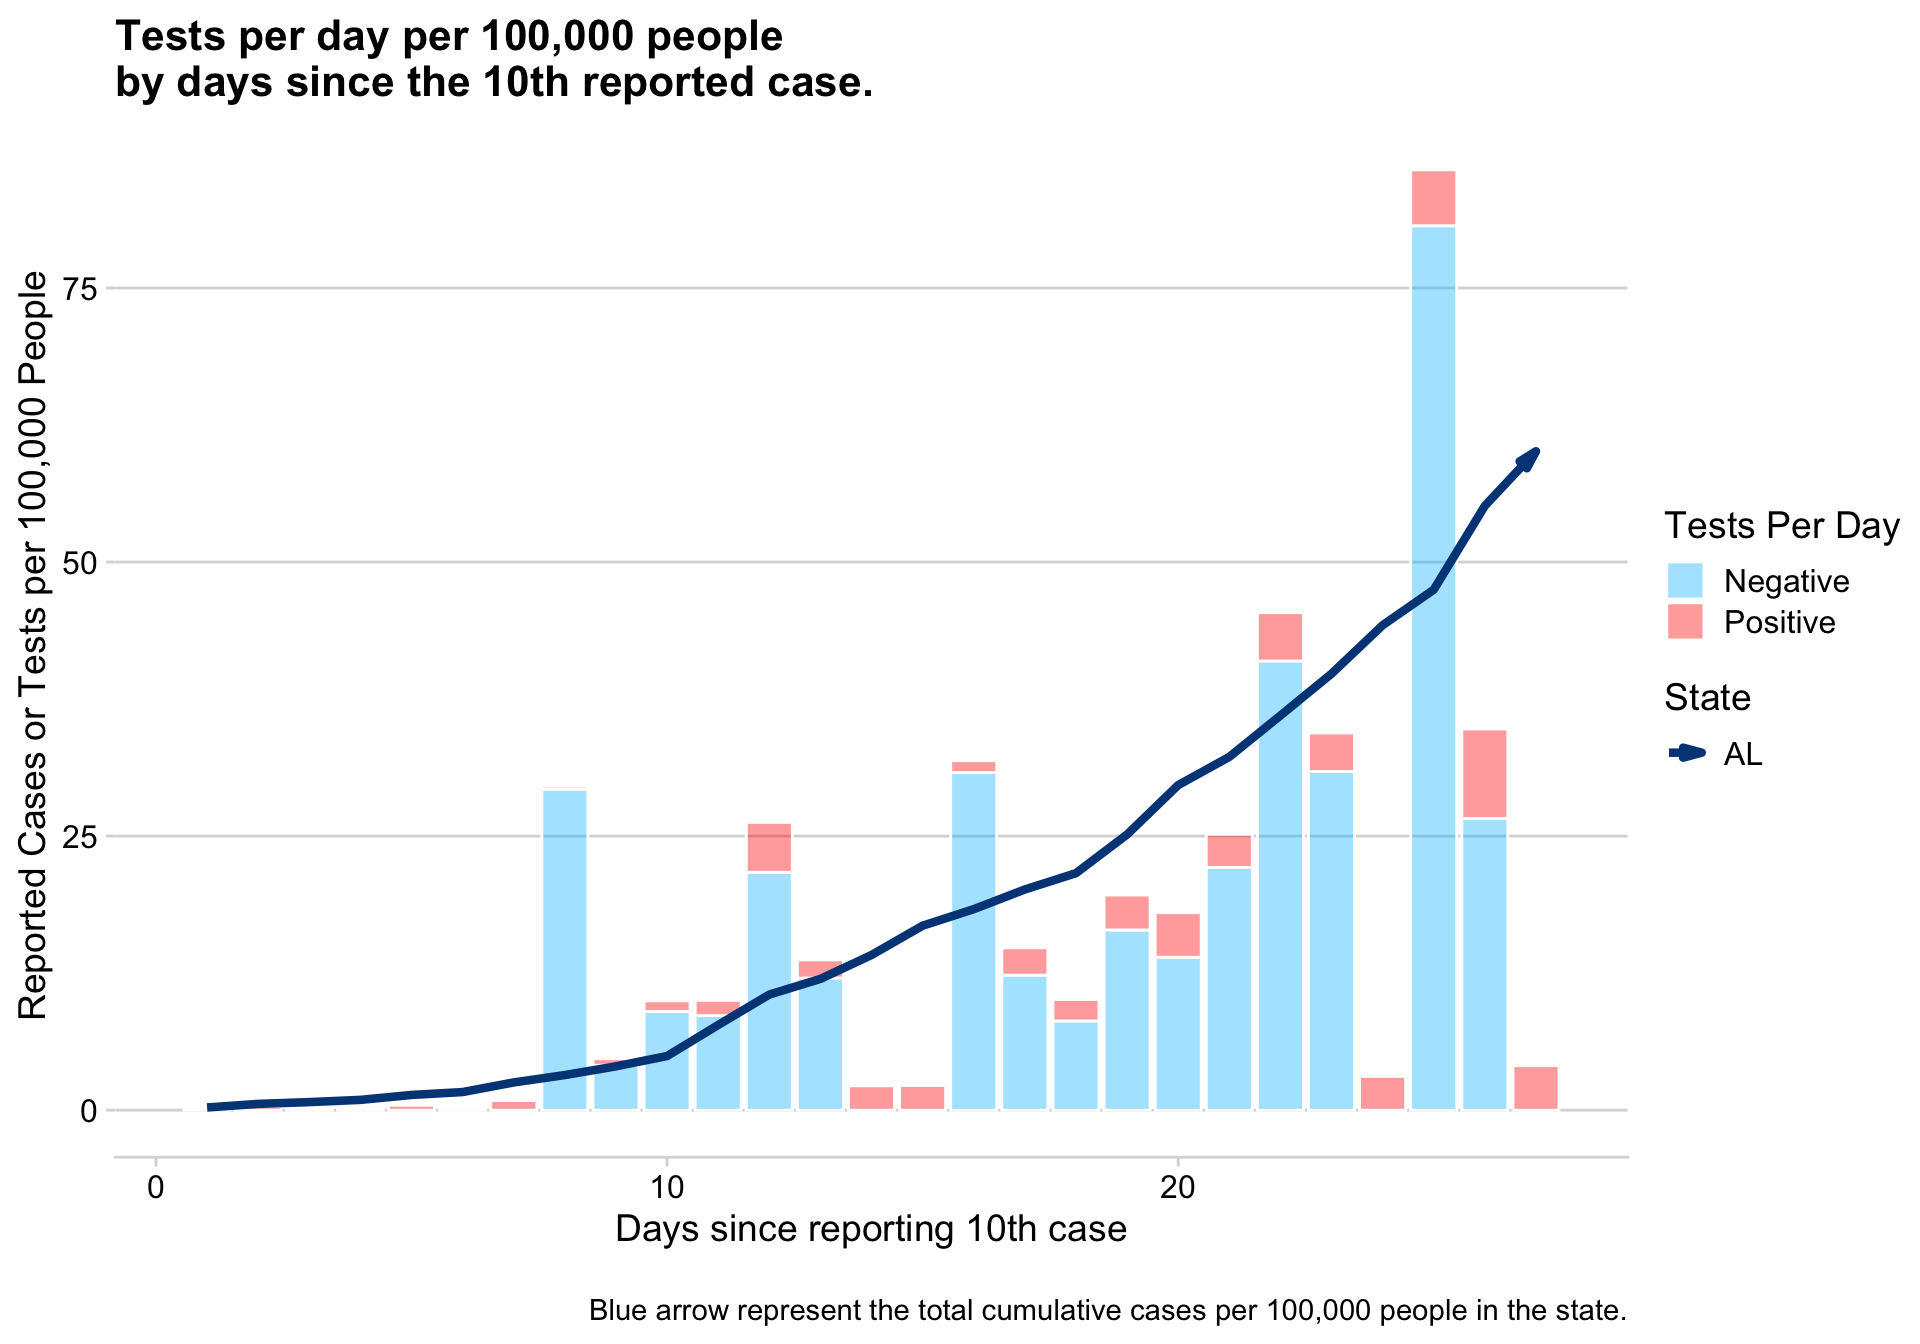 Tests per day per 100,000 people
by days since the 10th reported case.
Reported Cases or Tests per 100,000 People
75
50
25
0
0
10
20
Days since reporting 10th case
Tests Per Day
Negative
Positive
State
AL
Blue arrow represent the total cumulative cases per 100,000 people in the state.